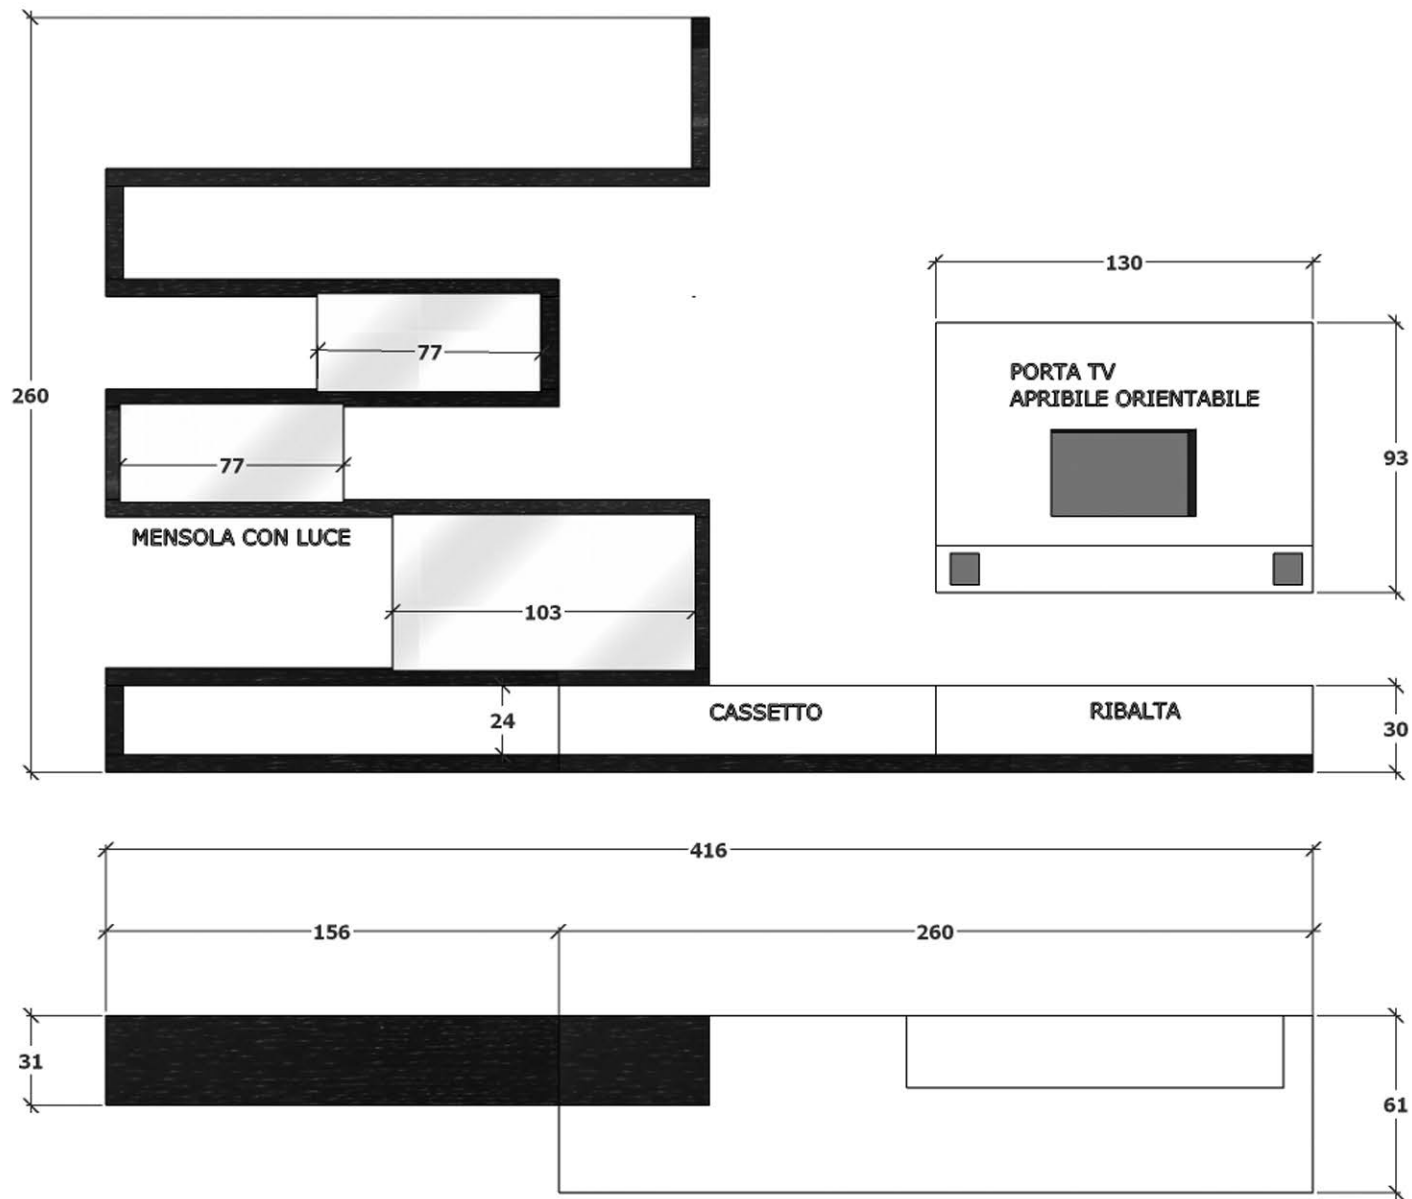 130
PORTA TV
APRIBILE ORIENTABILE
77
260
93
77
MENSOLA CON LUCE
103
CASSETTO
RIBALTA
24
30
416
156
260
31
61